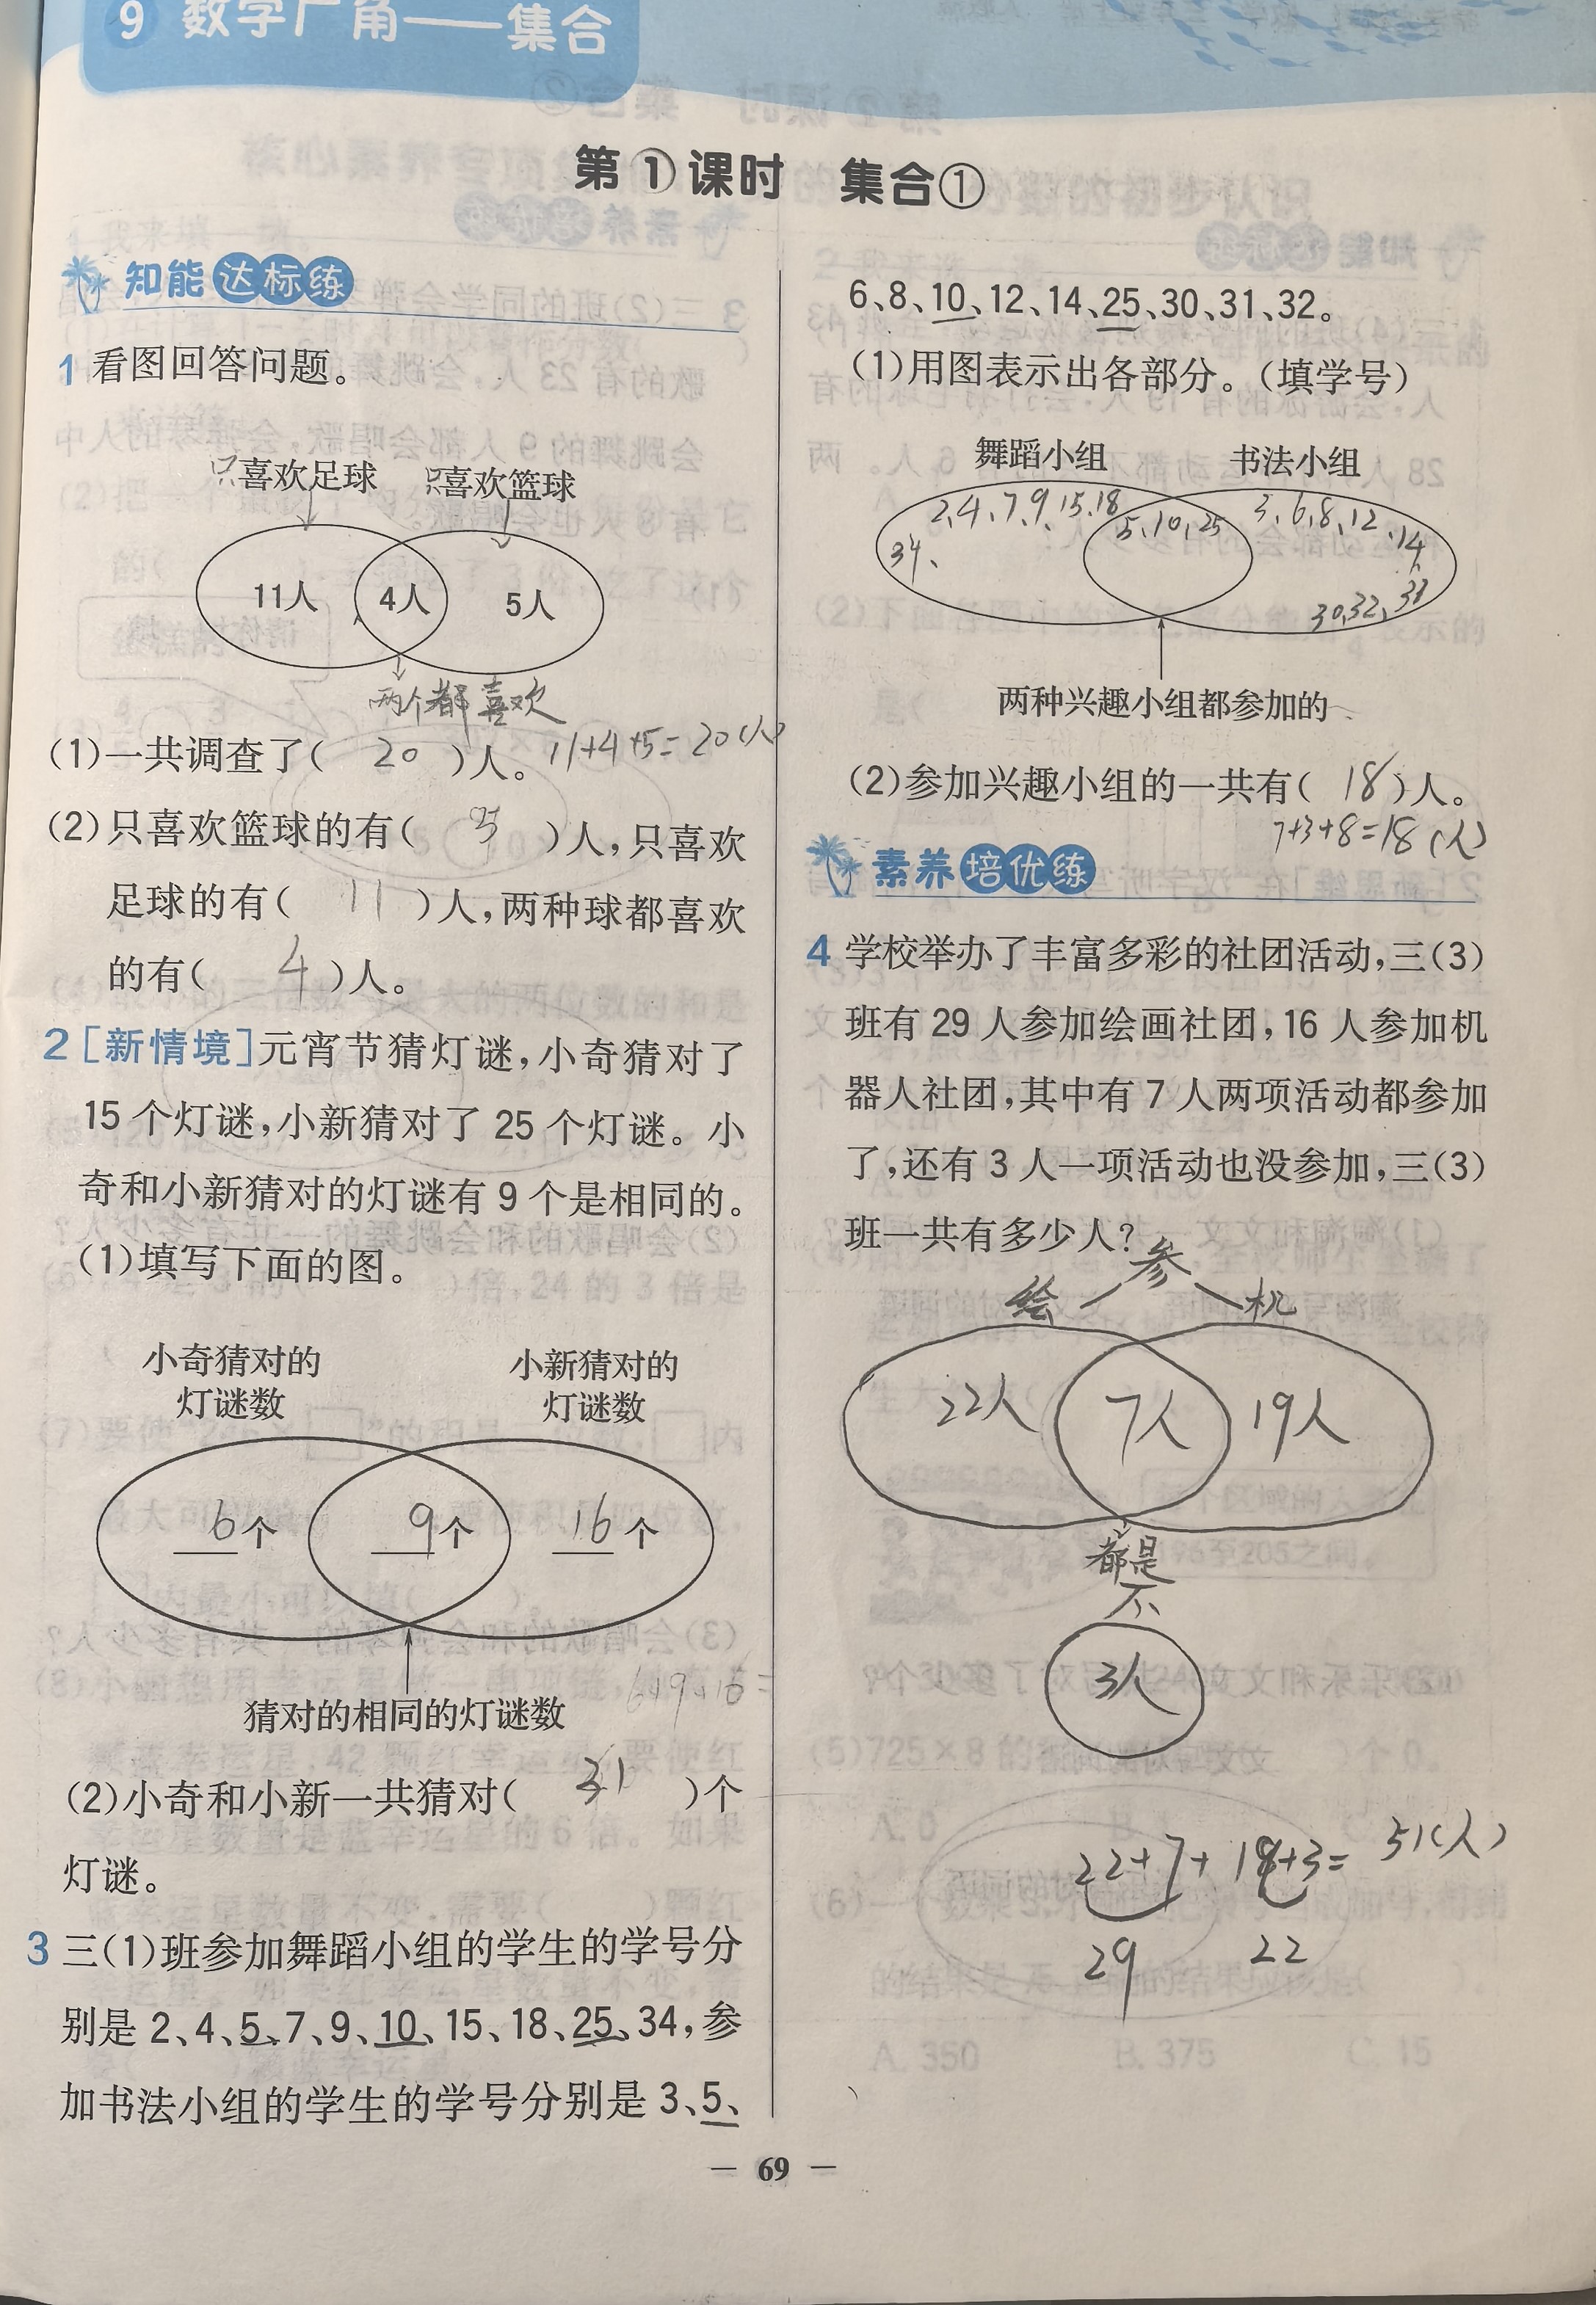 9 数学广角——集合
第①课时 集合①
知能达标练
1 看图回答问题。
只喜欢足球 只喜欢篮球
11人 4人 5人
两个都喜欢
(1)一共调查了( 20 )人。11+4+5=20(人)
(2)只喜欢篮球的有( 5 )人,只喜欢
足球的有( 11 )人,两种球都喜欢
的有( 4 )人。
2 [新情境]元宵节猜灯谜,小奇猜对了
15个灯谜,小新猜对了25个灯谜。小
奇和小新猜对的灯谜有9个是相同的。
(1)填写下面的图。
小奇猜对的 小新猜对的
灯谜数 灯谜数
6个 9个 16个
猜对的相同的灯谜数
(2)小奇和小新一共猜对( 31 )个
灯谜。
3 三(1)班参加舞蹈小组的学生的学号分
别是2、4、5、7、9、10、15、18、25、34,参
加书法小组的学生的学号分别是3、5、
6、8、10、12、14、25、30、31、32。
(1)用图表示出各部分。(填学号)
舞蹈小组 书法小组
2、4、7、9、15、18 5、10、25 3、6、8、12、14
34、
30、32、31
两种兴趣小组都参加的
(2)参加兴趣小组的一共有( 18 )人。
7+3+8=18(人)
素养培优练
4 学校举办了丰富多彩的社团活动,三(3)
班有29人参加绘画社团,16人参加机
器人社团,其中有7人两项活动都参加
了,还有3人一项活动也没参加,三(3)
班一共有多少人?
参
绘 机
22人 7人 19人
都是
不
3人
22+7+19+3=51(人)
29 22
— 69 —